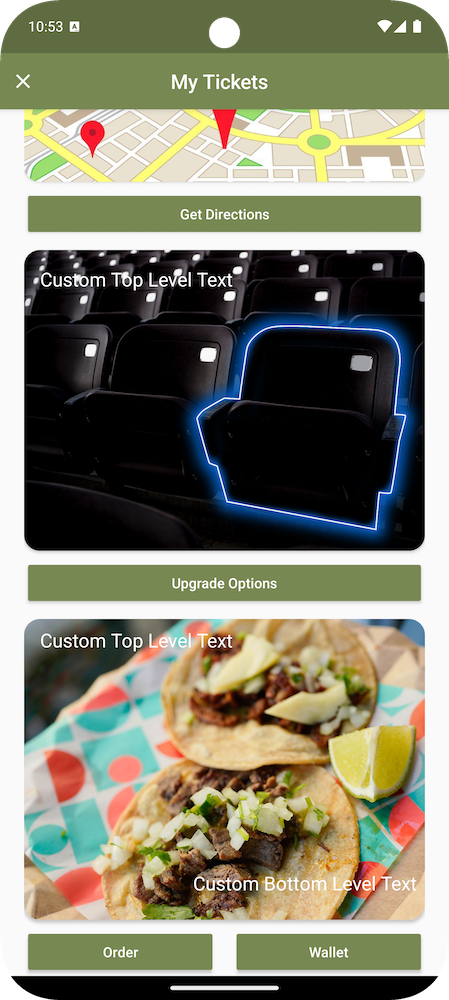 10:53 A
My Tickets
Get Directions
Custom Top Level Text
Upgrade Options
Custom Top Level Text
Custom Bottom Level Text
Order
Wallet